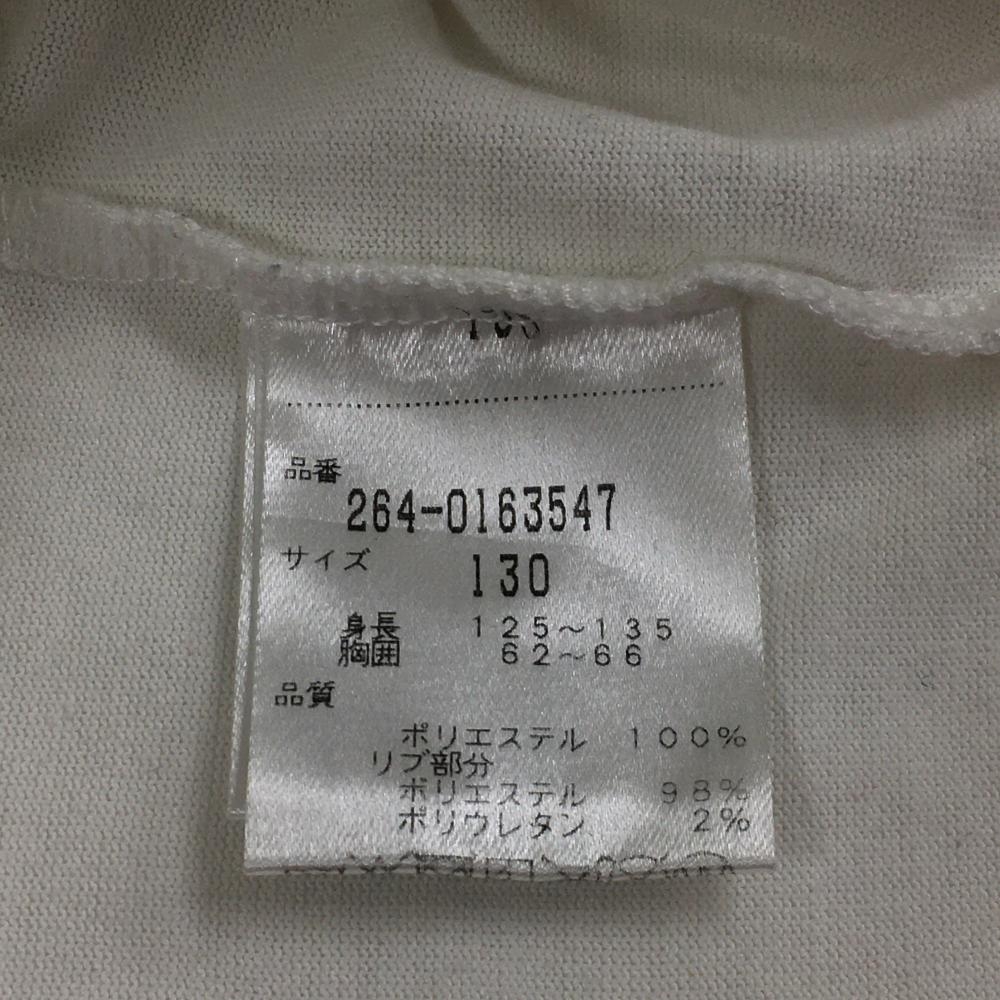 品番
264-0163547
サイズ 130
身長 125~135
胸囲 62~66
品質
ポリエステル 100%
リブ部分
ポリエステル 98%
ポリウレタン 2%